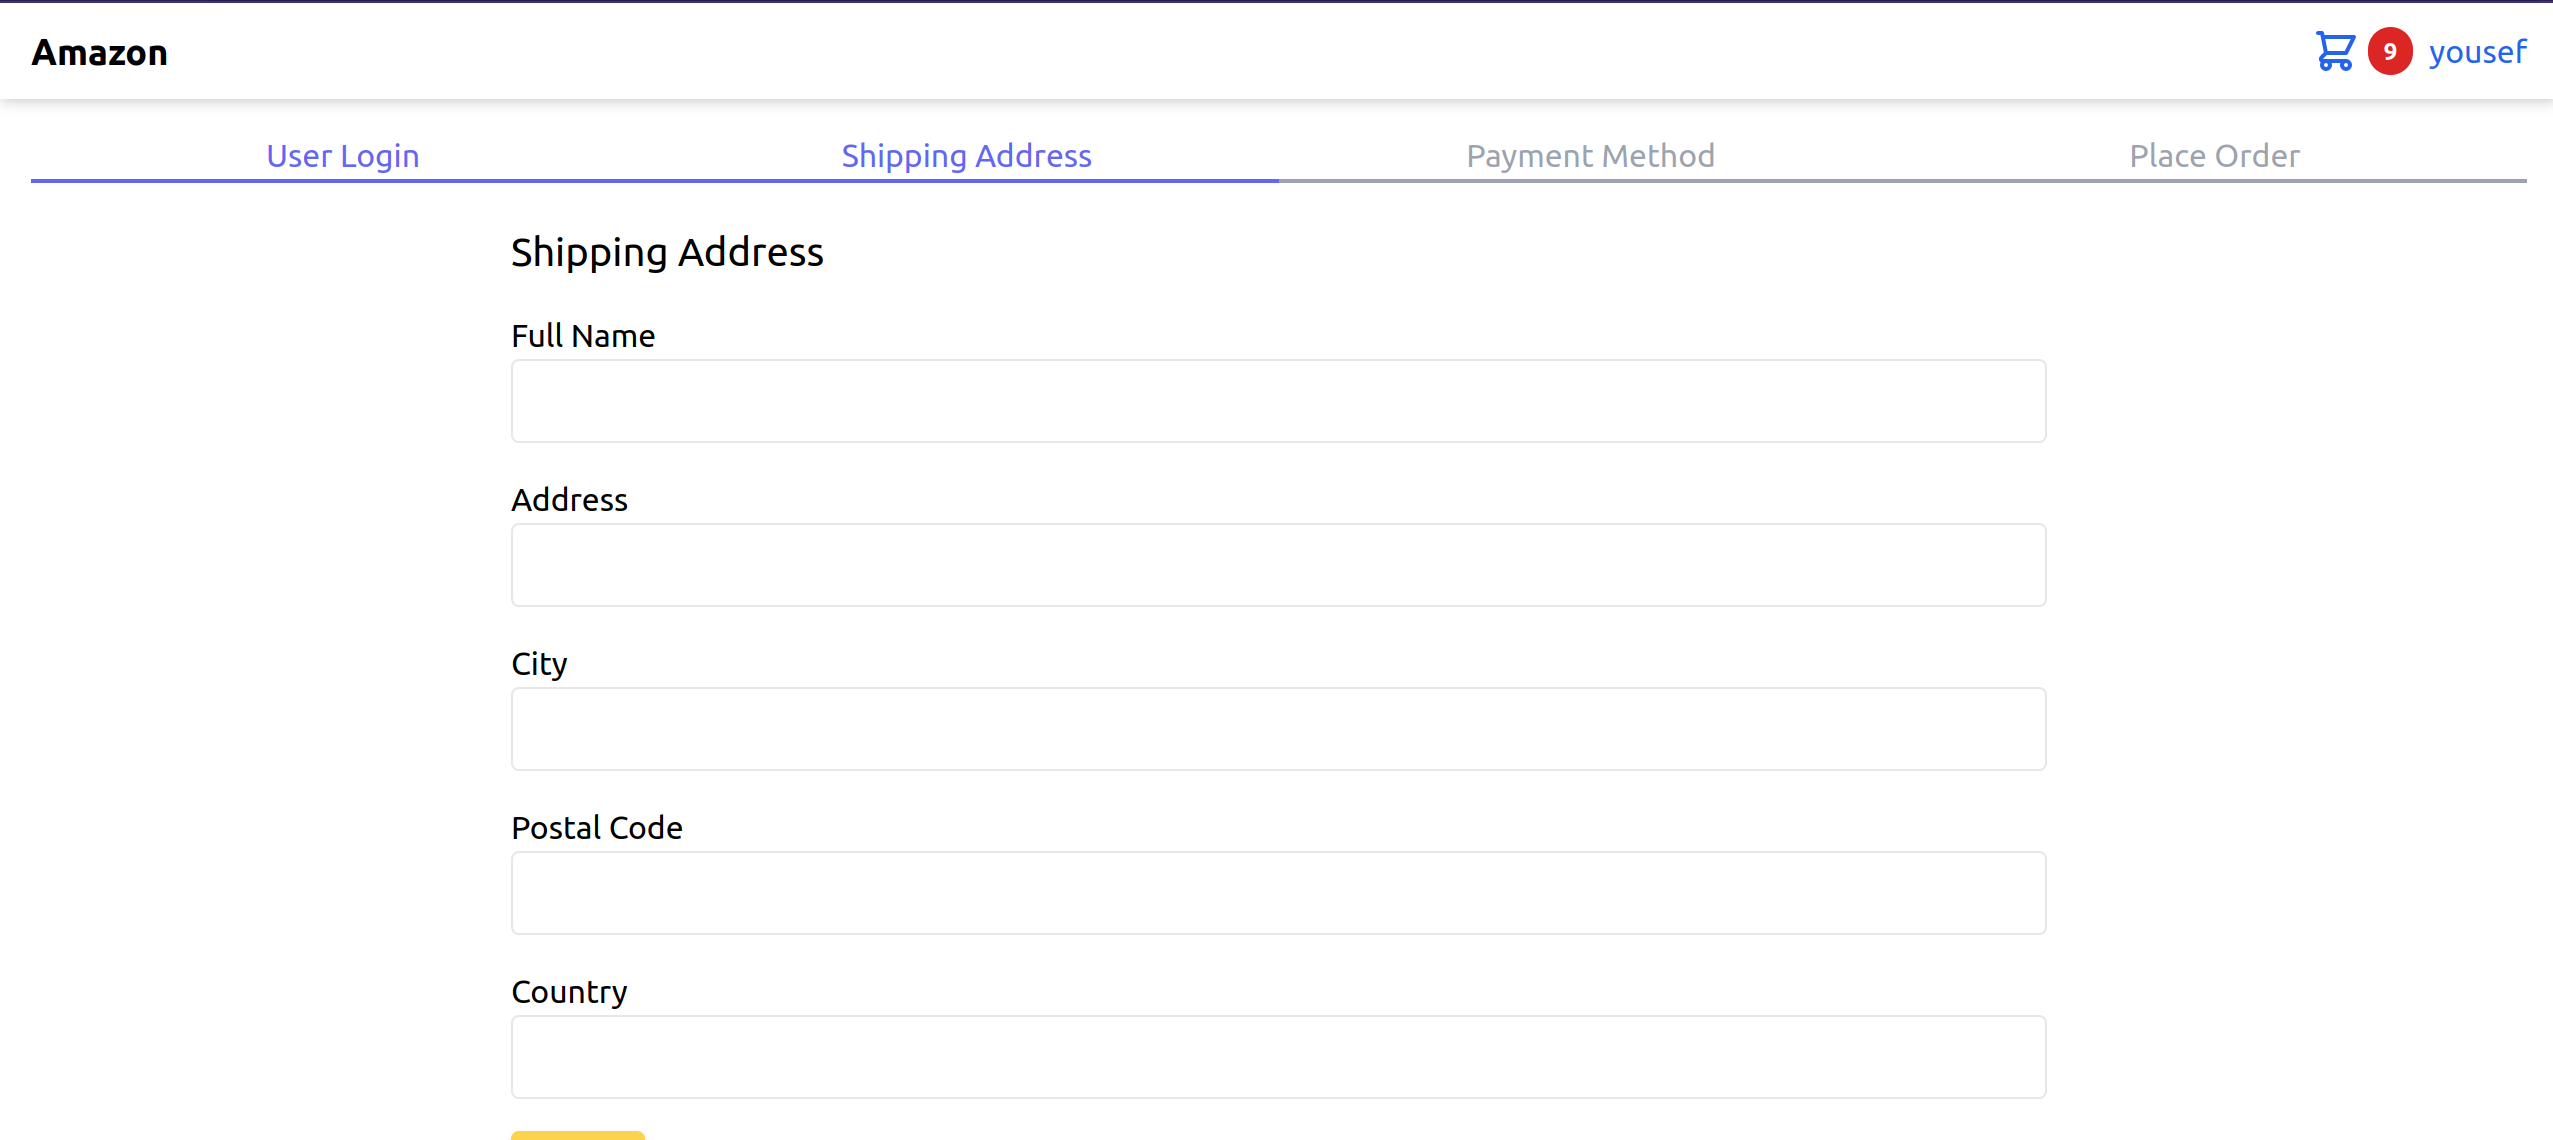 Amazon
9 yousef
User Login Shipping Address Payment Method Place Order
Shipping Address
Full Name
Address
City
Postal Code
Country